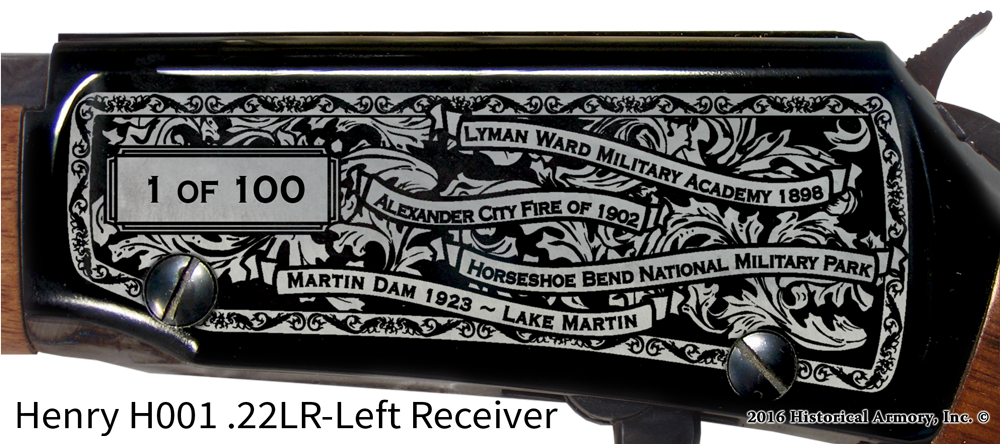 LYMAN WARD MILITARY ACADEMY 1898
1 OF 100
ALEXANDER CITY FIRE OF 1902
HORSESHOE BEND NATIONAL MILITARY PARK
MARTIN DAM 1923 ~ LAKE MARTIN
Henry H001 .22LR-Left Receiver
2016 Historical Armory, Inc. ©